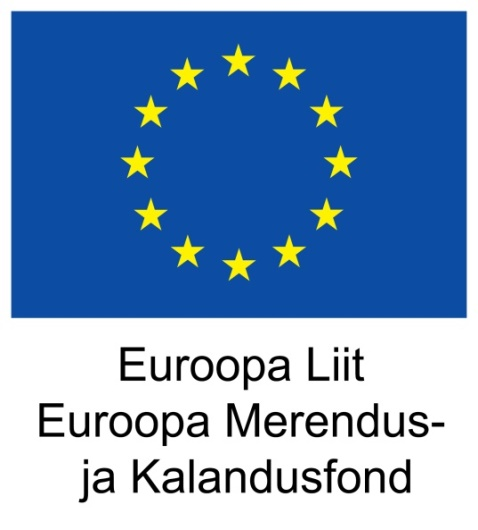 Euroopa Liit
Euroopa Merendus-
ja Kalandusfond